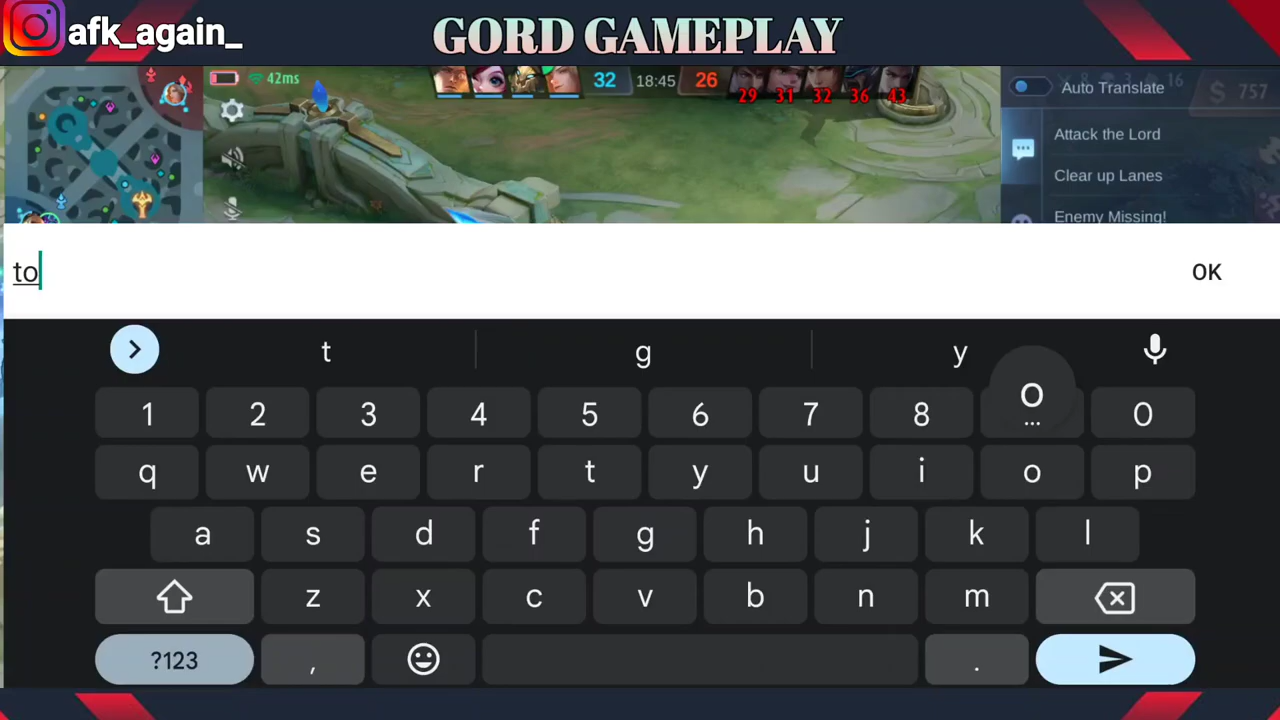 afk_again_
GORD GAMEPLAY
42ms
32 18:45 26
29 31 32 36 43
Auto Translate
$ 757
Attack the Lord
Clear up Lanes
Enemy Missing!
to
OK
t g y
o
1 2 3 4 5 6 7 8 ... 0
q w e r t y u i o p
a s d f g h j k l
z x c v b n m
?123 , .